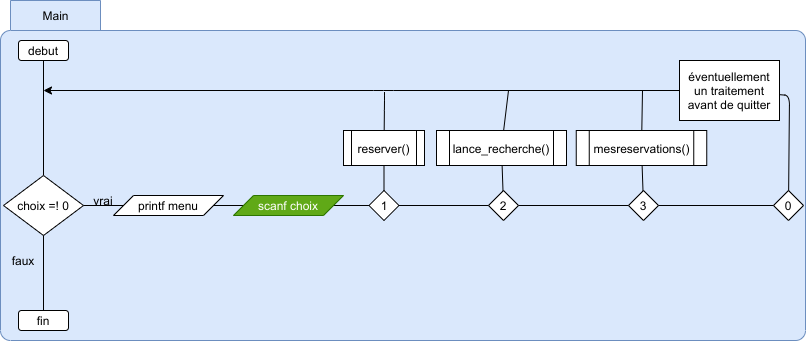 Main
debut
éventuellement
un traitement
avant de quitter
reserver()
lance_recherche()
mesreservations()
choix =! 0
vrai
printf menu
scanf choix
1
2
3
0
faux
fin